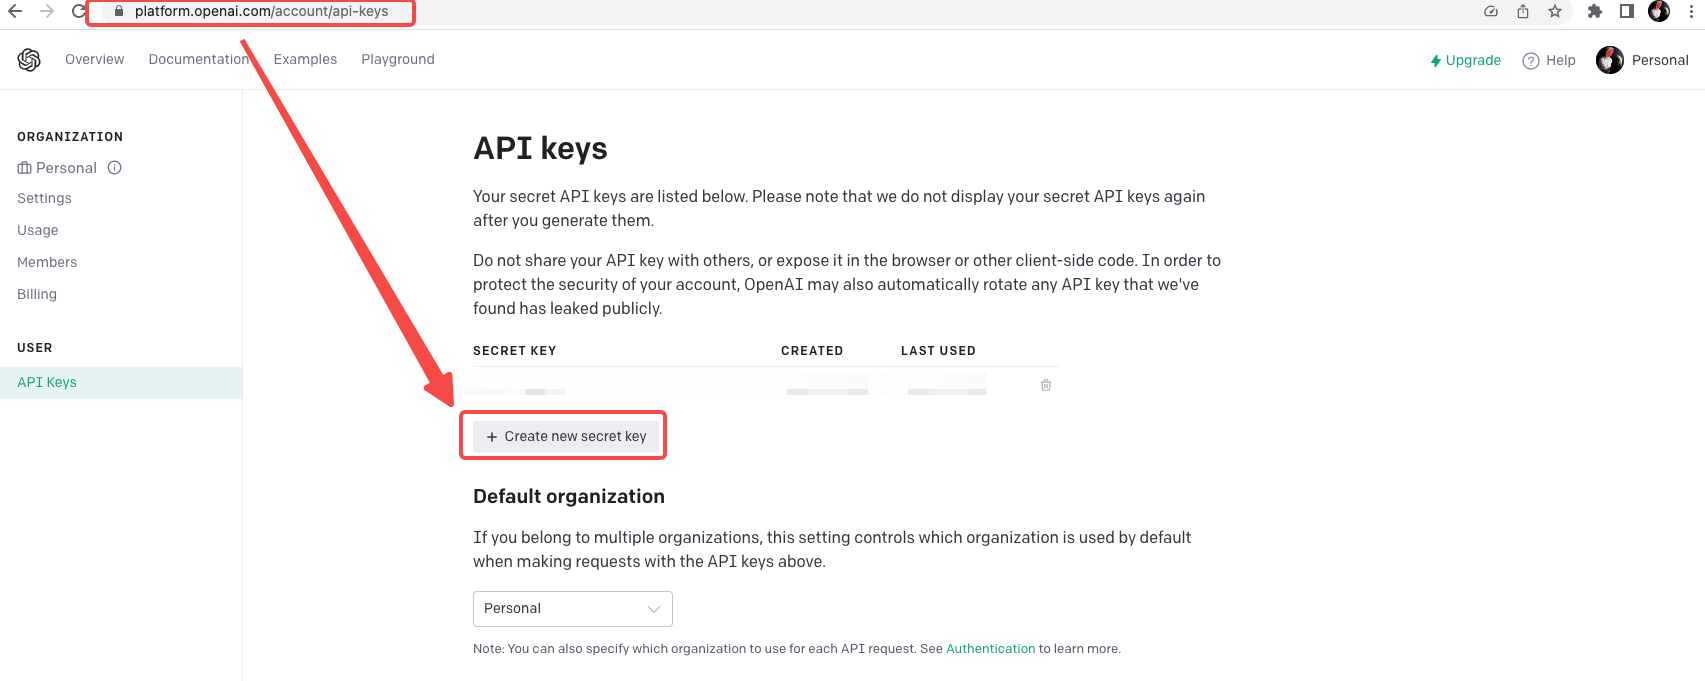 platform.openai.com/account/api-keys
Overview Documentation Examples Playground
Upgrade Help Personal
ORGANIZATION
Personal
Settings
Usage
Members
Billing
USER
API Keys
API keys
Your secret API keys are listed below. Please note that we do not display your secret API keys again
after you generate them.
Do not share your API key with others, or expose it in the browser or other client-side code. In order to
protect the security of your account, OpenAI may also automatically rotate any API key that we've
found has leaked publicly.
SECRET KEY CREATED LAST USED
+ Create new secret key
Default organization
If you belong to multiple organizations, this setting controls which organization is used by default
when making requests with the API keys above.
Personal
Note: You can also specify which organization to use for each API request. See Authentication to learn more.